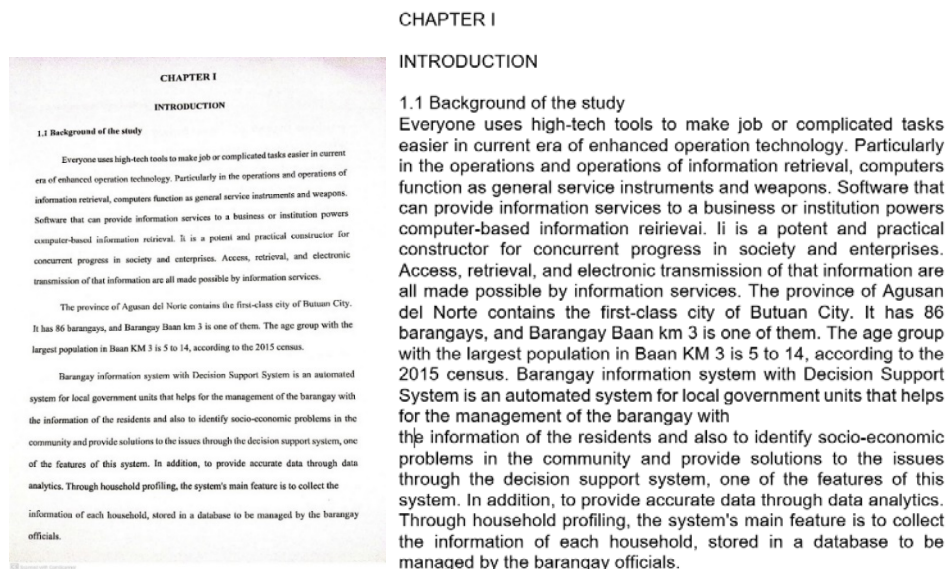 CHAPTER I
INTRODUCTION
1.1 Background of the study
Everyone uses high-tech tools to make job or complicated tasks easier in current
era of enhanced operation technology. Particularly in the operations and operations of
information retrieval, computers function as general service instruments and weapons.
Software that can provide information services to a business or institution powers
computer-based information retrieval. It is a potent and practical constructor for
concurrent progress in society and enterprises. Access, retrieval, and electronic
transmission of that information are all made possible by information services.
The province of Agusan del Norte contains the first-class city of Butuan City.
It has 86 barangays, and Barangay Baan km 3 is one of them. The age group with the
largest population in Baan KM 3 is 5 to 14, according to the 2015 census.
Barangay information system with Decision Support System is an automated
system for local government units that helps for the management of the barangay with
the information of the residents and also to identify socio-economic problems in the
community and provide solutions to the issues through the decision support system, one
of the features of this system. In addition, to provide accurate data through data
analytics. Through household profiling, the system's main feature is to collect the
information of each household, stored in a database to be managed by the barangay
officials.
CHAPTER I
INTRODUCTION
1.1 Background of the study
Everyone uses high-tech tools to make job or complicated tasks
easier in current era of enhanced operation technology. Particularly
in the operations and operations of information retrieval, computers
function as general service instruments and weapons. Software that
can provide information services to a business or institution powers
computer-based information reirievai. Ii is a potent and practical
constructor for concurrent progress in society and enterprises.
Access, retrieval, and electronic transmission of that information are
all made possible by information services. The province of Agusan
del Norte contains the first-class city of Butuan City. It has 86
barangays, and Barangay Baan km 3 is one of them. The age group
with the largest population in Baan KM 3 is 5 to 14, according to the
2015 census. Barangay information system with Decision Support
System is an automated system for local government units that helps
for the management of the barangay with
the information of the residents and also to identify socio-economic
problems in the community and provide solutions to the issues
through the decision support system, one of the features of this
system. In addition, to provide accurate data through data analytics.
Through household profiling, the system's main feature is to collect
the information of each household, stored in a database to be
managed by the barangay officials.